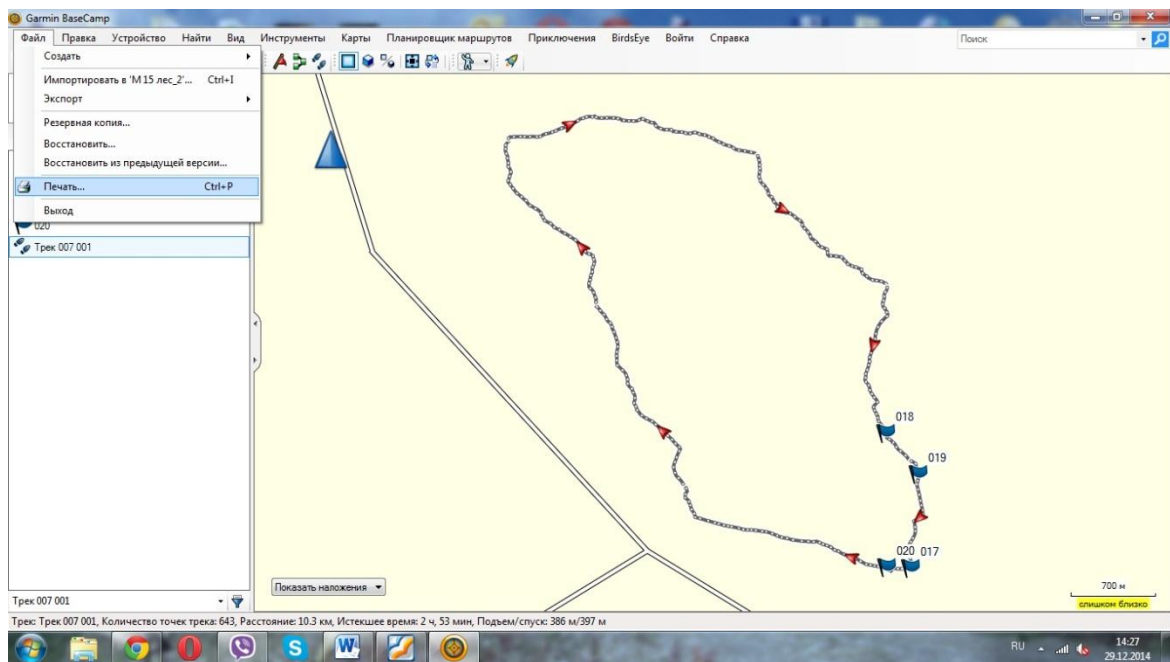 Garmin BaseCamp
Файл Правка Устройство Найти Вид Инструменты Карты Планировщик маршрутов Приключения BirdsEye Войти Справка Поиск
Создать
Импортировать в 'М 15 лес_2'... Ctrl+I
Экспорт
Резервная копия...
Восстановить...
Восстановить из предыдущей версии...
Печать... Ctrl+P
Выход
020
Трек 007 001
018
019
020 017
Показать наложения
700 м
слишком близко
Трек 007 001
Трек: Трек 007 001, Количество точек трека: 643, Расстояние: 10.3 км, Истекшее время: 2 ч, 53 мин, Подъем/спуск: 386 м/397 м
RU 14:27
29.12.2014